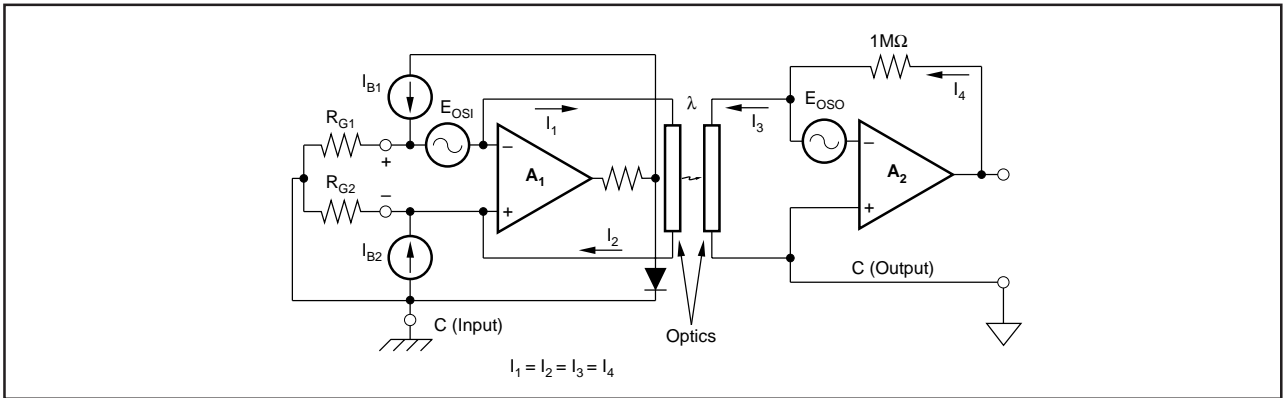 1MΩ
I4
IB1
EOSI
I1
λ
I3
EOSO
RG1
+
−
A1
−
A2
RG2
−
+
+
IB2
I2
C (Output)
C (Input)
Optics
I1 = I2 = I3 = I4